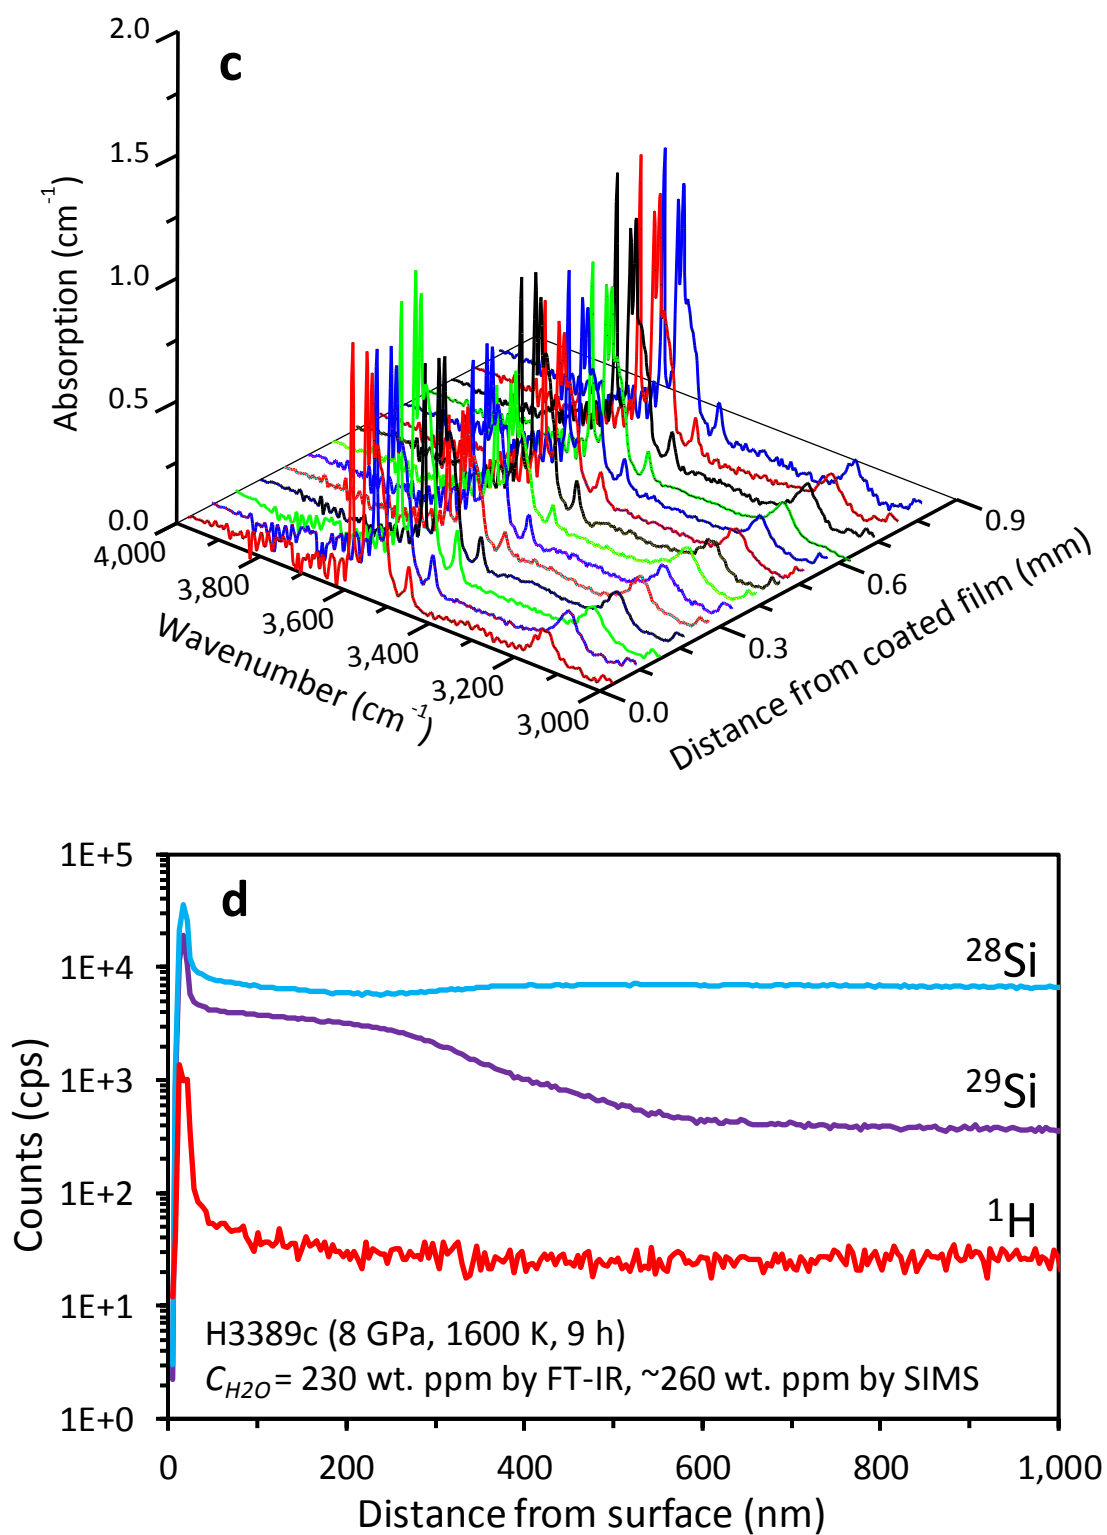 c
2.0
1.5
1.0
0.5
0.0
Absorption (cm⁻¹)
4,000
3,800
3,600
3,400
3,200
3,000
Wavenumber (cm⁻¹)
0.0
0.3
0.6
0.9
Distance from coated film (mm)
d
1E+5
1E+4
1E+3
1E+2
1E+1
1E+0
Counts (cps)
²⁸Si
²⁹Si
¹H
H3389c (8 GPa, 1600 K, 9 h)
C_H2O = 230 wt. ppm by FT-IR, ~260 wt. ppm by SIMS
0 200 400 600 800 1,000
Distance from surface (nm)